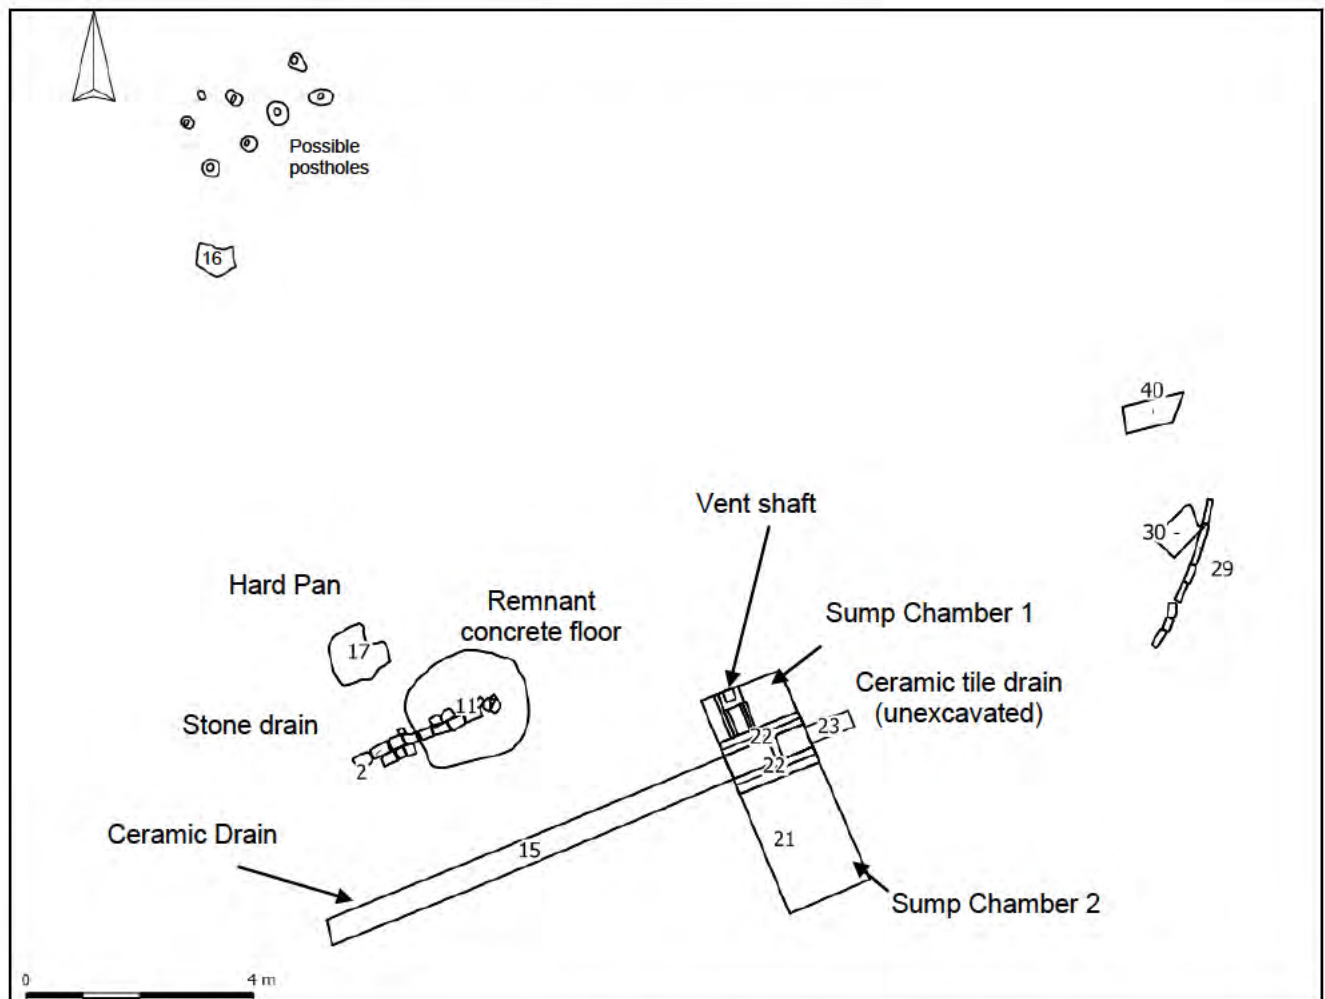 Possible
postholes
16
40
Vent shaft
30
29
Hard Pan
Remnant
concrete floor
Sump Chamber 1
17
Ceramic tile drain
(unexcavated)
Stone drain
11
23
22
2
22
Ceramic Drain
15
21
Sump Chamber 2
0
4 m